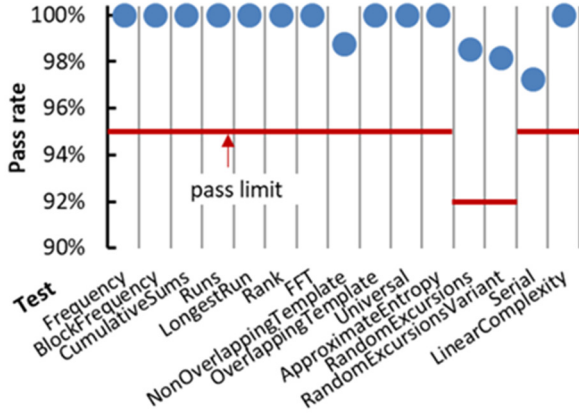 100%
98%
96%
94%
92%
90%
Pass rate
pass limit
Test
Frequency
BlockFrequency
CumulativeSums
Runs
LongestRun
Rank
FFT
NonOverlappingTemplate
OverlappingTemplate
Universal
ApproximateEntropy
RandomExcursions
RandomExcursionsVariant
Serial
LinearComplexity